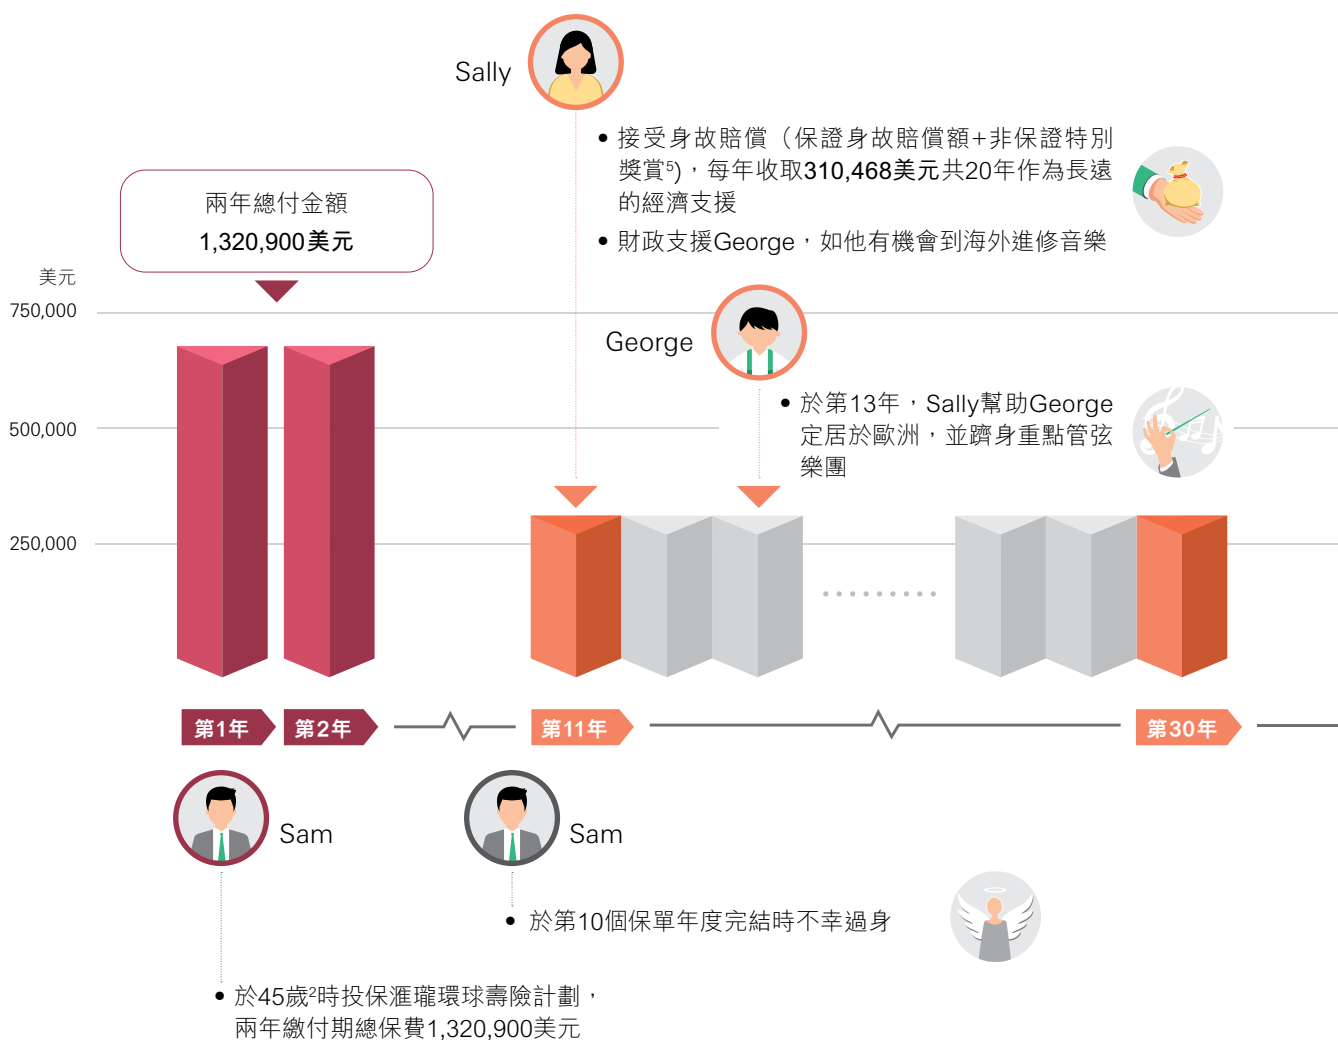 Sally
• 接受身故賠償（保證身故賠償額+非保證特別
獎賞⁵)，每年收取310,468美元共20年作為長遠
的經濟支援
• 財政支援George，如他有機會到海外進修音樂
兩年總付金額
1,320,900美元
美元
750,000
500,000
250,000
George
• 於第13年，Sally幫助George
定居於歐洲，並躋身重點管弦
樂團
第1年
第2年
第11年
第30年
Sam
Sam
• 於第10個保單年度完結時不幸過身
• 於45歲²時投保滙瓏環球壽險計劃，
兩年繳付期總保費1,320,900美元